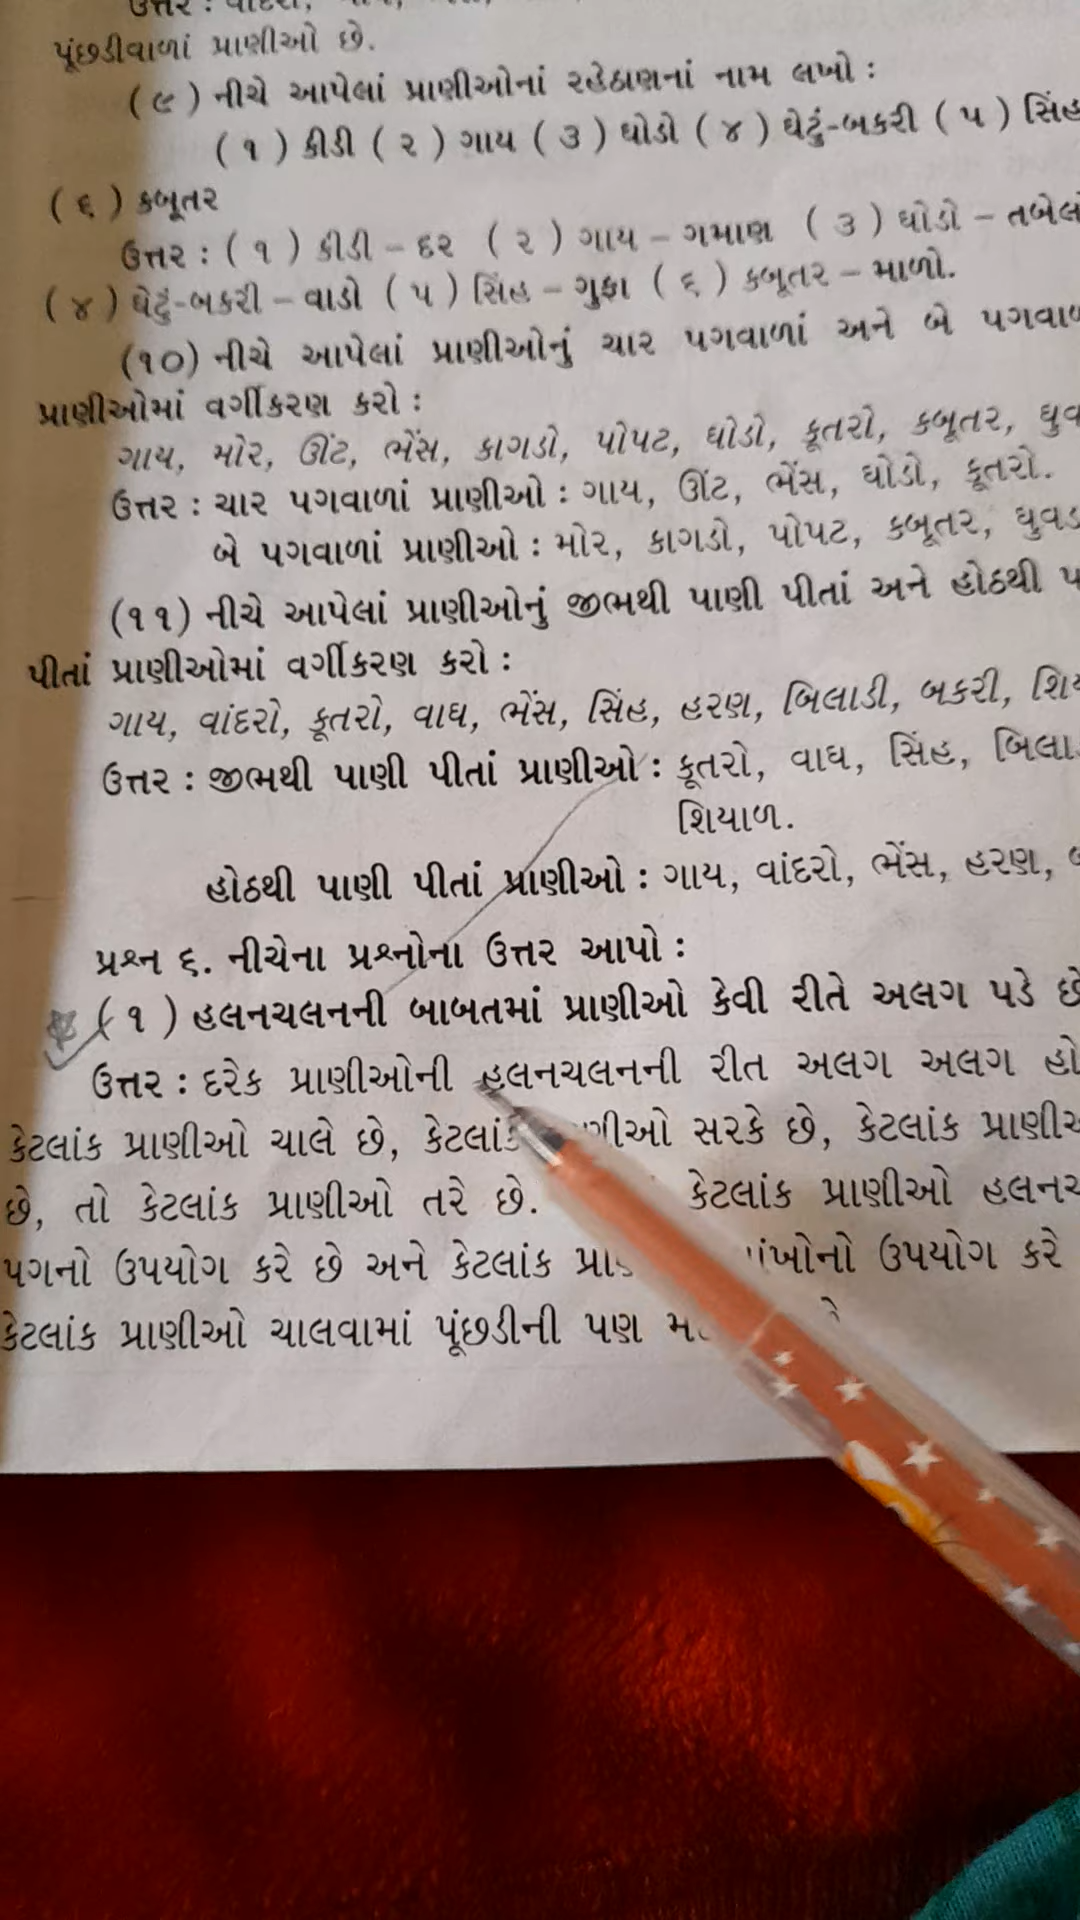 ઉત્તર :
પૂંછડીવાળાં પ્રાણીઓ છે.
(૯) નીચે આપેલાં પ્રાણીઓનાં રહેઠાણનાં નામ લખો :
(૧) કીડી (૨) ગાય (૩) ઘોડો (૪) ઘેટું-બકરી (૫) સિંહ
(૬) કબૂતર
ઉત્તર : (૧) કીડી – દર (૨) ગાય – ગમાણ (૩) ઘોડો – તબેલો
(૪) ઘેટું-બકરી – વાડો (૫) સિંહ – ગુફા (૬) કબૂતર – માળો.
(૧૦) નીચે આપેલાં પ્રાણીઓનું ચાર પગવાળાં અને બે
પ્રાણીઓમાં વર્ગીકરણ કરો :
ગાય, મોર, ઊંટ, ભેંસ, કાગડો, પોપટ, ઘોડો, કૂતરો, કબૂતર,
ઉત્તર : ચાર પગવાળાં પ્રાણીઓ : ગાય, ઊંટ, ભેંસ, ઘોડો, કૂતરો.
બે પગવાળાં પ્રાણીઓ : મોર, કાગડો, પોપટ, કબૂતર, ઘુવડ
(૧૧) નીચે આપેલાં પ્રાણીઓનું જીભથી પાણી પીતાં અને હોઠથી
પીતાં પ્રાણીઓમાં વર્ગીકરણ કરો :
ગાય, વાંદરો, કૂતરો, વાઘ, ભેંસ, સિંહ, હરણ, બિલાડી, બકરી,
ઉત્તર : જીભથી પાણી પીતાં પ્રાણીઓ : કૂતરો, વાઘ, સિંહ,
શિયાળ.
હોઠથી પાણી પીતાં પ્રાણીઓ : ગાય, વાંદરો, ભેંસ, હરણ,
પ્રશ્ન ૬. નીચેના પ્રશ્નોના ઉત્તર આપો :
(૧) હલનચલનની બાબતમાં પ્રાણીઓ કેવી રીતે અલગ પડે છે
ઉત્તર : દરેક પ્રાણીઓની હલનચલનની રીત અલગ અલગ
કેટલાંક પ્રાણીઓ ચાલે છે, કેટલાંક સરકે છે, કેટલાંક
છે, તો કેટલાંક પ્રાણીઓ તરે છે. કેટલાંક પ્રાણીઓ
પગનો ઉપયોગ કરે છે અને કેટલાંક ઉપયોગ કરે
કેટલાંક પ્રાણીઓ ચાલવામાં પૂંછડીની પણ